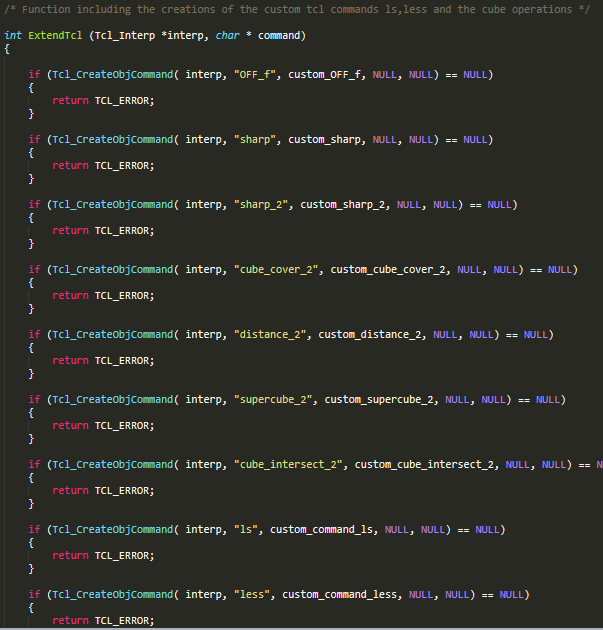 /* Function including the creations of the custom tcl commands ls,less and the cube operations */
int ExtendTcl (Tcl_Interp *interp, char * command)
{
if (Tcl_CreateObjCommand( interp, "OFF_f", custom_OFF_f, NULL, NULL) == NULL)
{
return TCL_ERROR;
}
if (Tcl_CreateObjCommand( interp, "sharp", custom_sharp, NULL, NULL) == NULL)
{
return TCL_ERROR;
}
if (Tcl_CreateObjCommand( interp, "sharp_2", custom_sharp_2, NULL, NULL) == NULL)
{
return TCL_ERROR;
}
if (Tcl_CreateObjCommand( interp, "cube_cover_2", custom_cube_cover_2, NULL, NULL) == NULL)
{
return TCL_ERROR;
}
if (Tcl_CreateObjCommand( interp, "distance_2", custom_distance_2, NULL, NULL) == NULL)
{
return TCL_ERROR;
}
if (Tcl_CreateObjCommand( interp, "supercube_2", custom_supercube_2, NULL, NULL) == NULL)
{
return TCL_ERROR;
}
if (Tcl_CreateObjCommand( interp, "cube_intersect_2", custom_cube_intersect_2, NULL, NULL) == N
{
return TCL_ERROR;
}
if (Tcl_CreateObjCommand( interp, "ls", custom_command_ls, NULL, NULL) == NULL)
{
return TCL_ERROR;
}
if (Tcl_CreateObjCommand( interp, "less", custom_command_less, NULL, NULL) == NULL)
{
return TCL_ERROR;